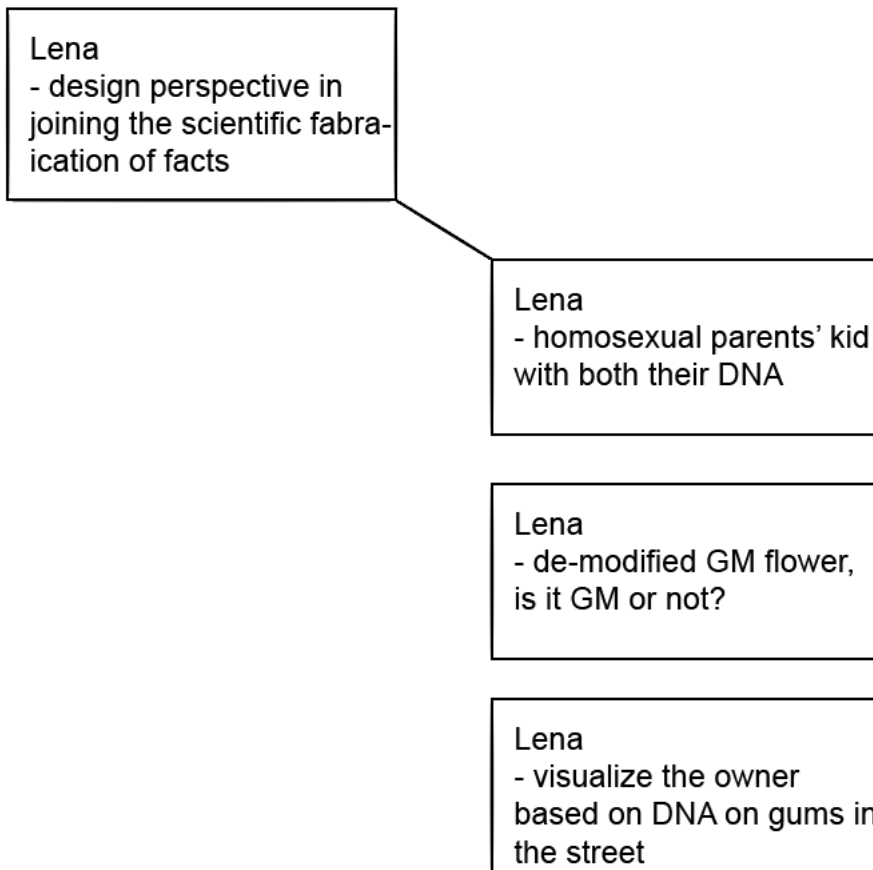 Lena
- design perspective in
joining the scientific fabra-
ication of facts
Lena
- homosexual parents’ kid
with both their DNA
Lena
- de-modified GM flower,
is it GM or not?
Lena
- visualize the owner
based on DNA on gums in
the street